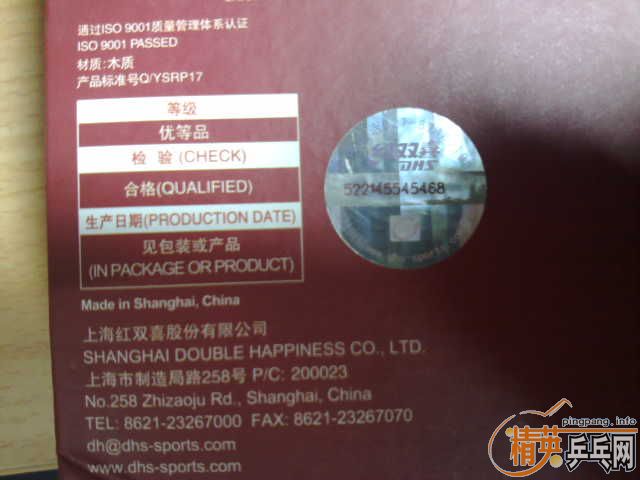 通过ISO 9001质量管理体系认证
ISO 9001 PASSED
材质:木质
产品标准号Q/YSRP17
等级
优等品
检 验 (CHECK)
合格(QUALIFIED)
生产日期(PRODUCTION DATE)
见包装或产品
(IN PACKAGE OR PRODUCT)
红双喜
DHS
522145545468
Made in Shanghai, China
上海红双喜股份有限公司
SHANGHAI DOUBLE HAPPINESS CO., LTD.
上海市制造局路258号 P/C: 200023
No.258 Zhizaoju Rd., Shanghai, China
TEL: 8621-23267000 FAX: 8621-23267070
dh@dhs-sports.com
www.dhs-sports.com
pingpang.info
精英乒乓网